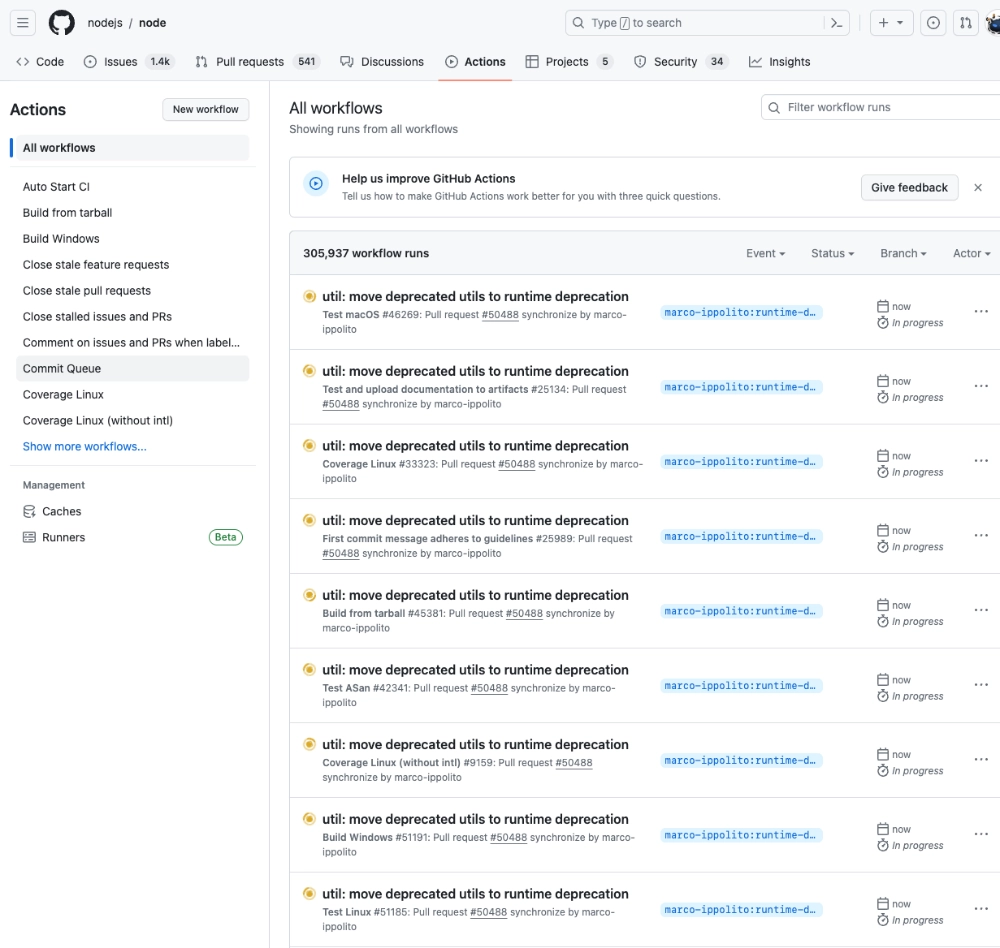 nodejs / node
Type / to search
Code
Issues 1.4k
Pull requests 541
Discussions
Actions
Projects 5
Security 34
Insights
Actions
New workflow
All workflows
Auto Start CI
Build from tarball
Build Windows
Close stale feature requests
Close stale pull requests
Close stalled issues and PRs
Comment on issues and PRs when label...
Commit Queue
Coverage Linux
Coverage Linux (without intl)
Show more workflows...
Management
Caches
Runners Beta
All workflows
Showing runs from all workflows
Filter workflow runs
Help us improve GitHub Actions
Tell us how to make GitHub Actions work better for you with three quick questions.
Give feedback
305,937 workflow runs
Event
Status
Branch
Actor
util: move deprecated utils to runtime deprecation
Test macOS #46269: Pull request #50488 synchronize by marco-
ippolito
marco-ippolito:runtime-d...
now
In progress
util: move deprecated utils to runtime deprecation
Test and upload documentation to artifacts #25134: Pull request
#50488 synchronize by marco-ippolito
marco-ippolito:runtime-d...
now
In progress
util: move deprecated utils to runtime deprecation
Coverage Linux #33323: Pull request #50488 synchronize by marco-
ippolito
marco-ippolito:runtime-d...
now
In progress
util: move deprecated utils to runtime deprecation
First commit message adheres to guidelines #25989: Pull request
#50488 synchronize by marco-ippolito
marco-ippolito:runtime-d...
now
In progress
util: move deprecated utils to runtime deprecation
Build from tarball #45381: Pull request #50488 synchronize by
marco-ippolito
marco-ippolito:runtime-d...
now
In progress
util: move deprecated utils to runtime deprecation
Test ASan #42341: Pull request #50488 synchronize by marco-
ippolito
marco-ippolito:runtime-d...
now
In progress
util: move deprecated utils to runtime deprecation
Coverage Linux (without intl) #9159: Pull request #50488
synchronize by marco-ippolito
marco-ippolito:runtime-d...
now
In progress
util: move deprecated utils to runtime deprecation
Build Windows #51191: Pull request #50488 synchronize by marco-
ippolito
marco-ippolito:runtime-d...
now
In progress
util: move deprecated utils to runtime deprecation
Test Linux #51185: Pull request #50488 synchronize by marco-
ippolito
marco-ippolito:runtime-d...
now
In progress